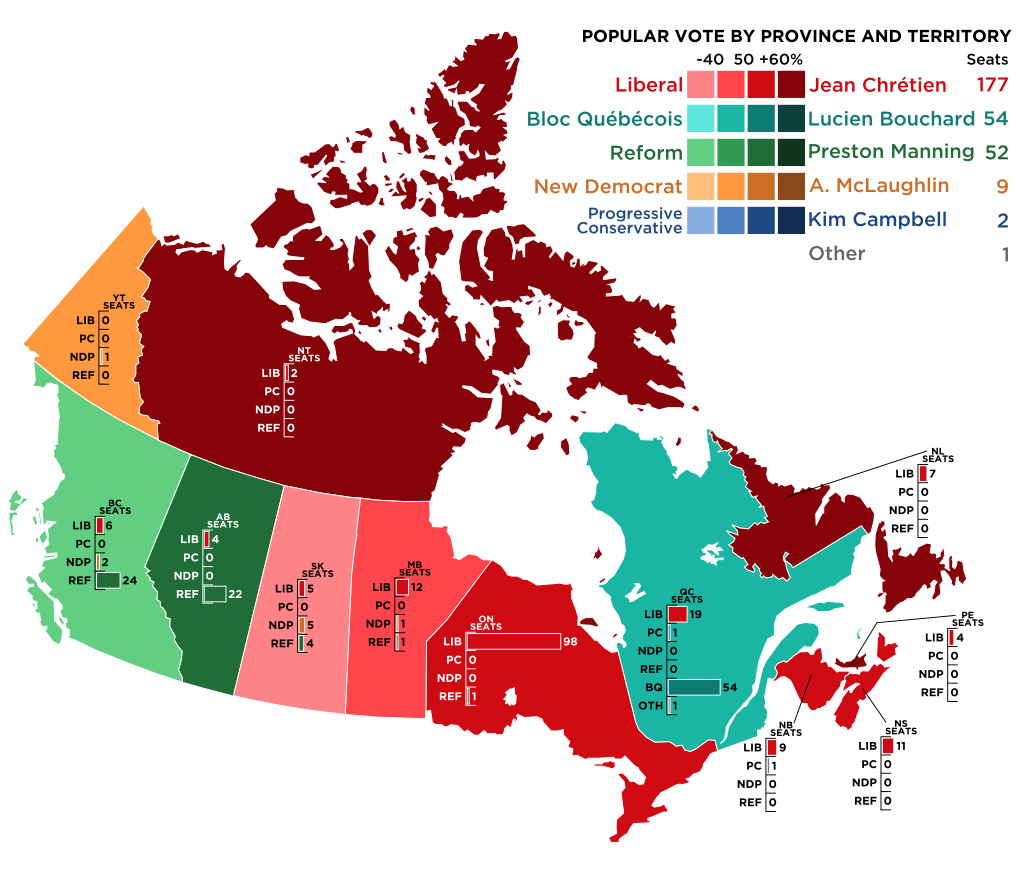 POPULAR VOTE BY PROVINCE AND TERRITORY
-40 50 +60% Seats
Liberal Jean Chrétien 177
Bloc Québécois Lucien Bouchard 54
Reform Preston Manning 52
New Democrat A. McLaughlin 9
Progressive
Conservative Kim Campbell 2
Other 1
YT
SEATS
LIB 0
PC 0
NDP 1
REF 0
NT
SEATS
LIB 2
PC 0
NDP 0
REF 0
NL
SEATS
LIB 7
PC 0
NDP 0
REF 0
BC
SEATS
LIB 6
PC 0
NDP 2
REF 24
AB
SEATS
LIB 4
PC 0
NDP 0
REF 22
SK
SEATS
LIB 5
PC 0
NDP 5
REF 4
MB
SEATS
LIB 12
PC 0
NDP 1
REF 1
ON
SEATS
LIB 98
PC 0
NDP 0
REF 1
QC
SEATS
LIB 19
PC 1
NDP 0
REF 0
BQ 54
OTH 1
PE
SEATS
LIB 4
PC 0
NDP 0
REF 0
NB
SEATS
LIB 9
PC 1
NDP 0
REF 0
NS
SEATS
LIB 11
PC 0
NDP 0
REF 0